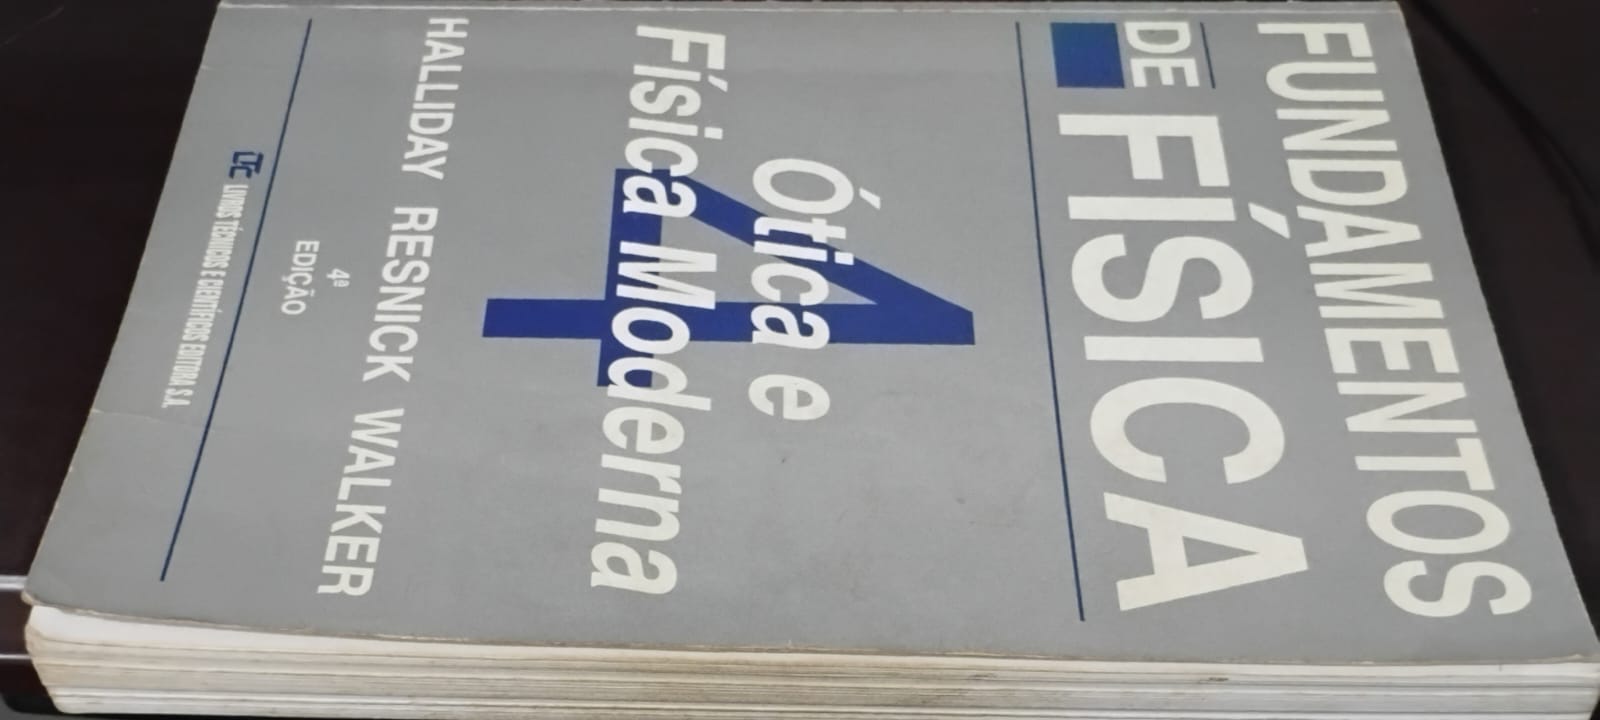 FUNDAMENTOS
DE FÍSICA
4
Ótica e
Física Moderna
HALLIDAY RESNICK WALKER
4ª
EDIÇÃO
LTC LIVROS TÉCNICOS E CIENTÍFICOS EDITORA S.A.